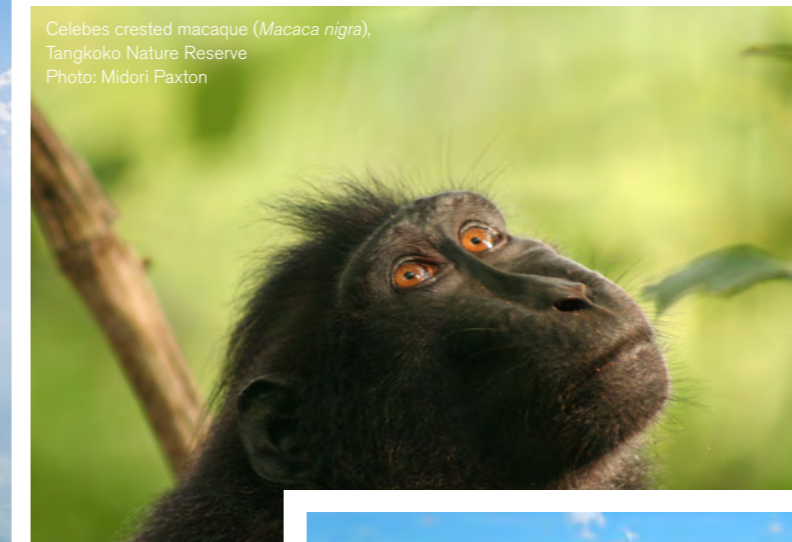 Celebes crested macaque (Macaca nigra),
Tangkoko Nature Reserve
Photo: Midori Paxton